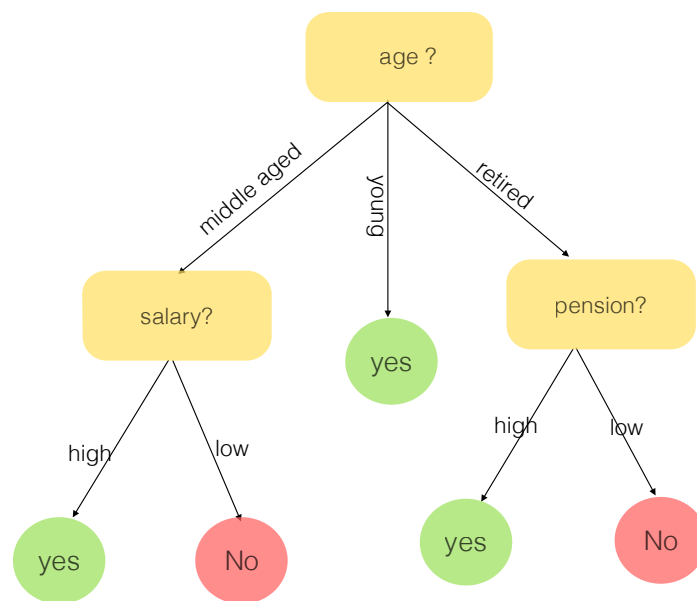 age ?
middle aged
young
retired
salary?
yes
pension?
high
low
high
low
yes
No
yes
No